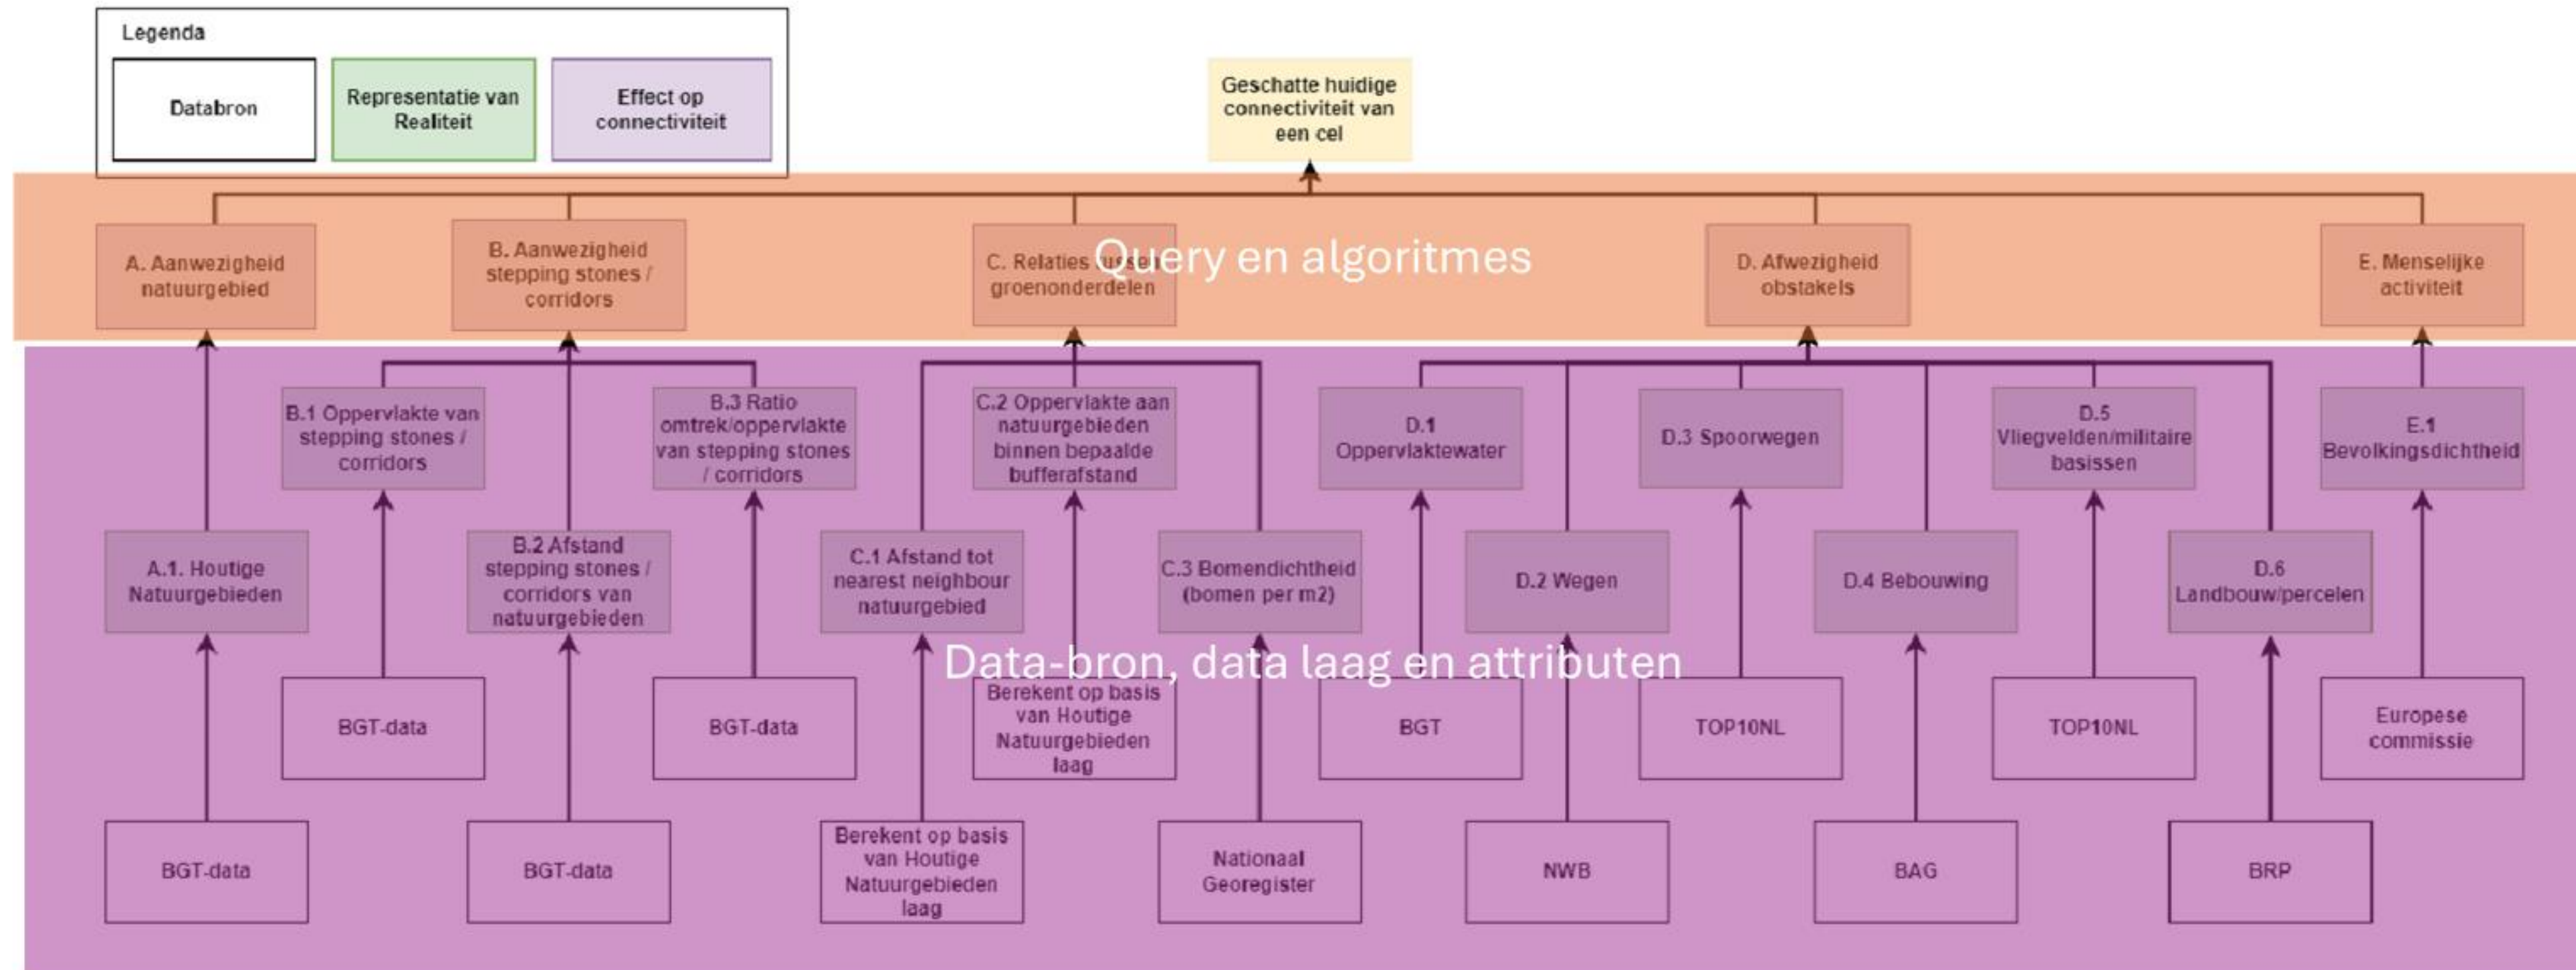 Legenda
Databron
Representatie van
Realiteit
Effect op
connectiviteit
Geschatte huidige
connectiviteit van
een cel
A. Aanwezigheid
natuurgebied
B. Aanwezigheid
stepping stones /
corridors
C. Relaties tussen
groenonderdelen
Query en algoritmes
D. Afwezigheid
obstakels
E. Menselijke
activiteit
B.1 Oppervlakte van
stepping stones /
corridors
B.3 Ratio
omtrek/oppervlakte
van stepping stones
/ corridors
C.2 Oppervlakte aan
natuurgebieden
binnen bepaalde
bufferafstand
D.1
Oppervlaktewater
D.3 Spoorwegen
D.5
Vliegvelden/militaire
basissen
E.1
Bevolkingsdichtheid
A.1. Houtige
Natuurgebieden
B.2 Afstand
stepping stones /
corridors van
natuurgebieden
C.1 Afstand tot
nearest neighbour
natuurgebied
C.3 Bomendichtheid
(bomen per m2)
D.2 Wegen
D.4 Bebouwing
D.6
Landbouw/percelen
Data-bron, data laag en attributen
BGT-data
BGT-data
Berekent op basis
van Houtige
Natuurgebieden
laag
BGT
TOP10NL
TOP10NL
Europese
commissie
BGT-data
BGT-data
Berekent op basis
van Houtige
Natuurgebieden
laag
Nationaal
Georegister
NWB
BAG
BRP